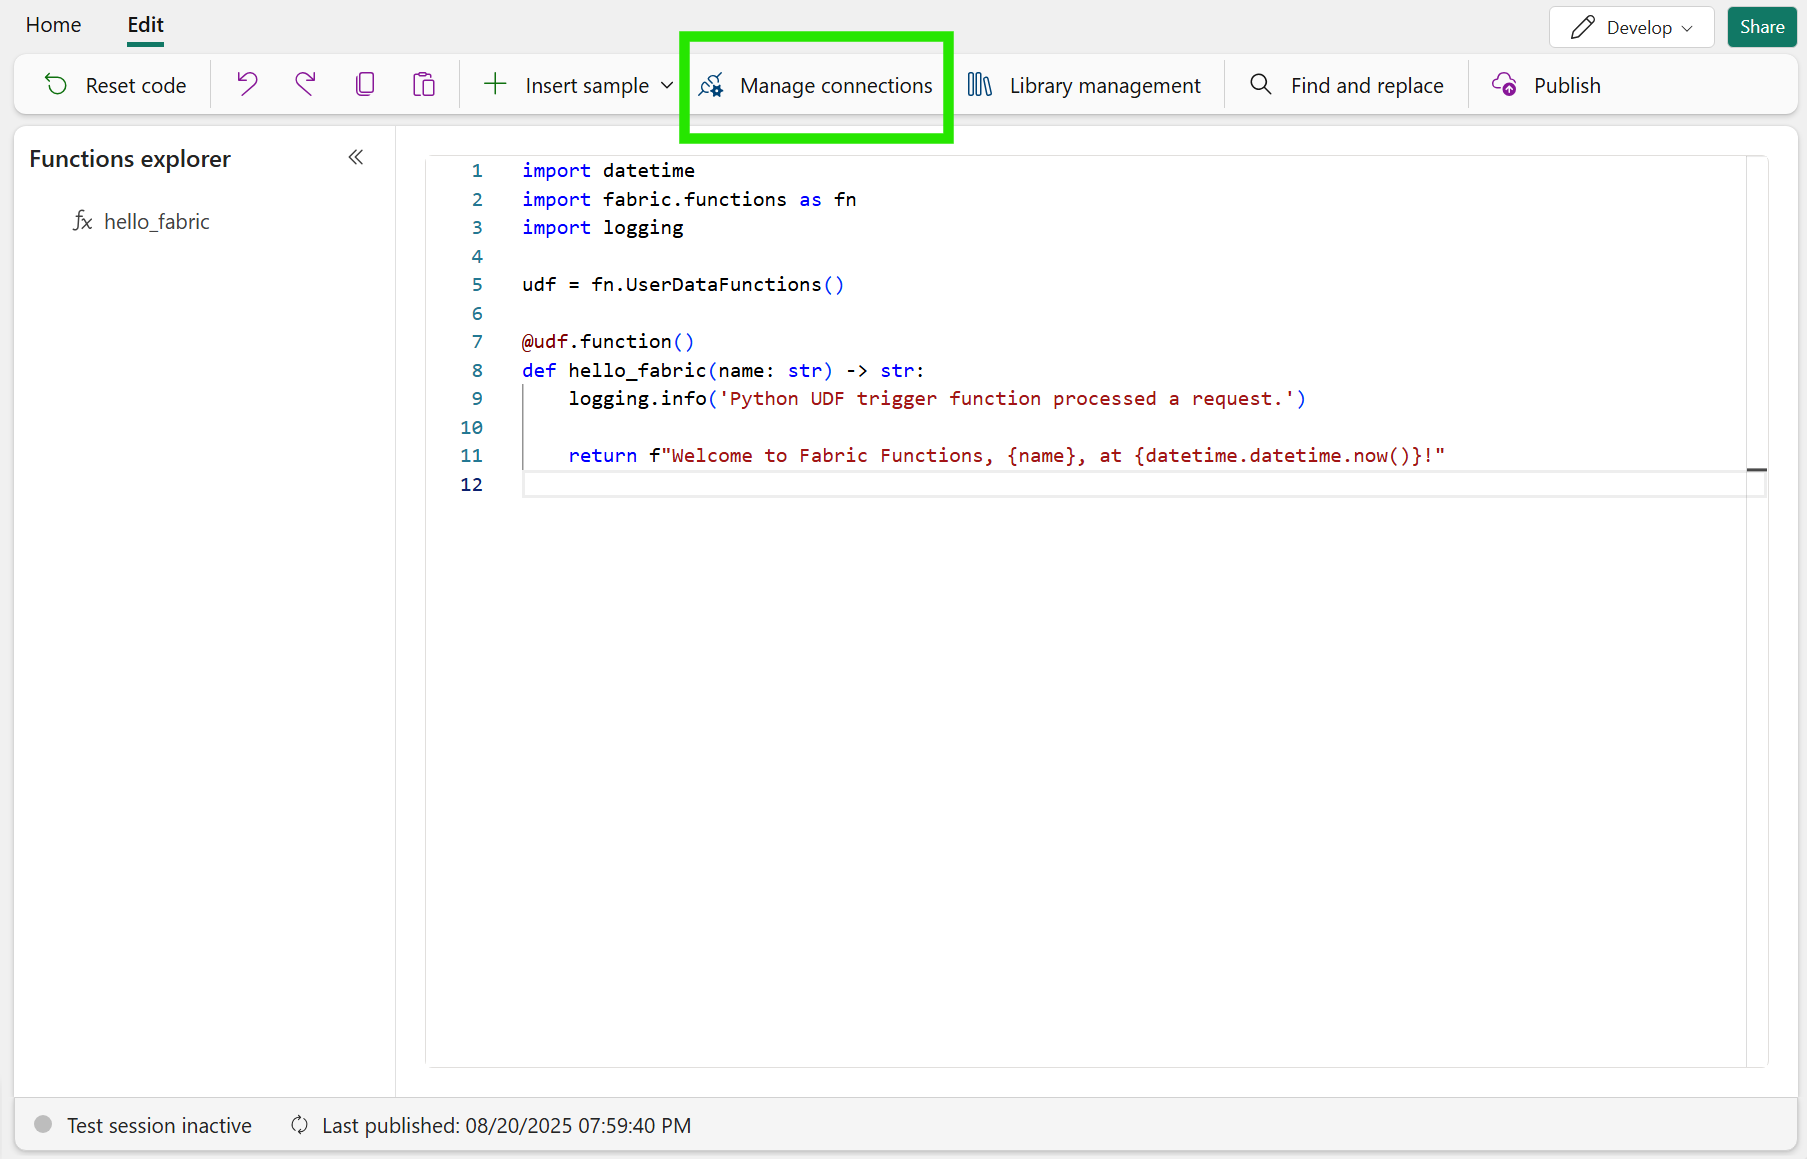 Home Edit Develop Share
Reset code Insert sample Manage connections Library management Find and replace Publish
Functions explorer
fx hello_fabric
1 import datetime
2 import fabric.functions as fn
3 import logging
4
5 udf = fn.UserDataFunctions()
6
7 @udf.function()
8 def hello_fabric(name: str) -> str:
9     logging.info('Python UDF trigger function processed a request.')
10
11     return f"Welcome to Fabric Functions, {name}, at {datetime.datetime.now()}!"
12
Test session inactive Last published: 08/20/2025 07:59:40 PM